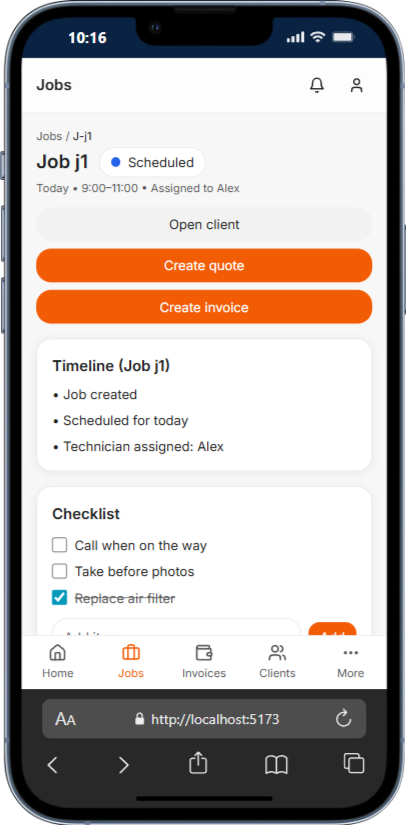 10:16
Jobs
Jobs / J-j1
Job j1 Scheduled
Today • 9:00–11:00 • Assigned to Alex
Open client
Create quote
Create invoice
Timeline (Job j1)
• Job created
• Scheduled for today
• Technician assigned: Alex
Checklist
Call when on the way
Take before photos
Replace air filter
Home Jobs Invoices Clients More
AA http://localhost:5173